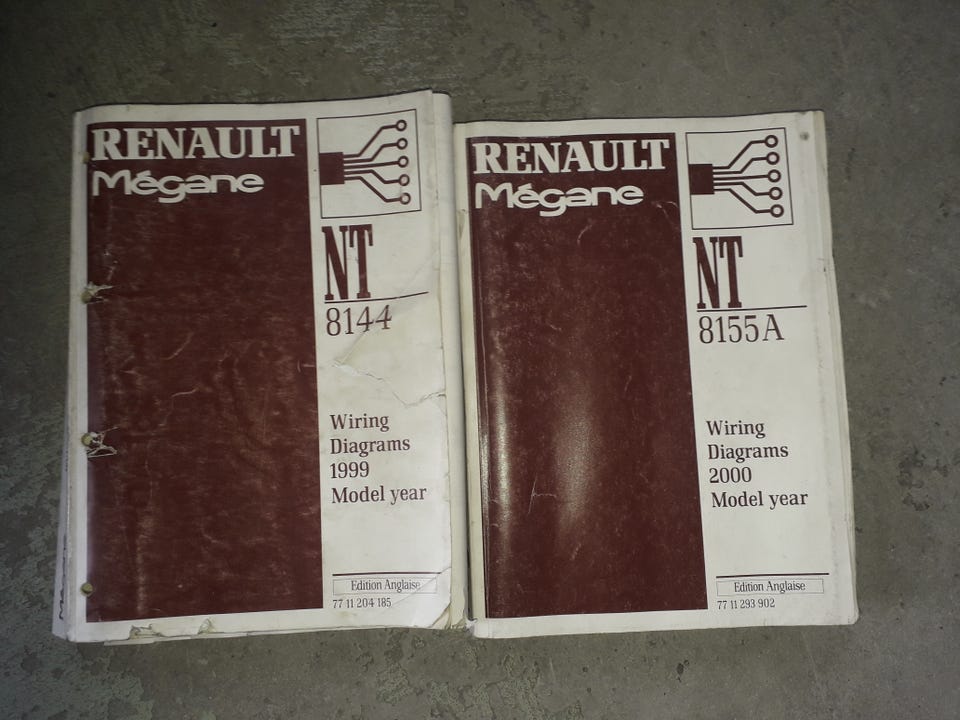 RENAULT
Mégane
NT
8144
Wiring
Diagrams
1999
Model year
Edition Anglaise
77 11 204 185
RENAULT
Mégane
NT
8155A
Wiring
Diagrams
2000
Model year
Edition Anglaise
77 11 293 902